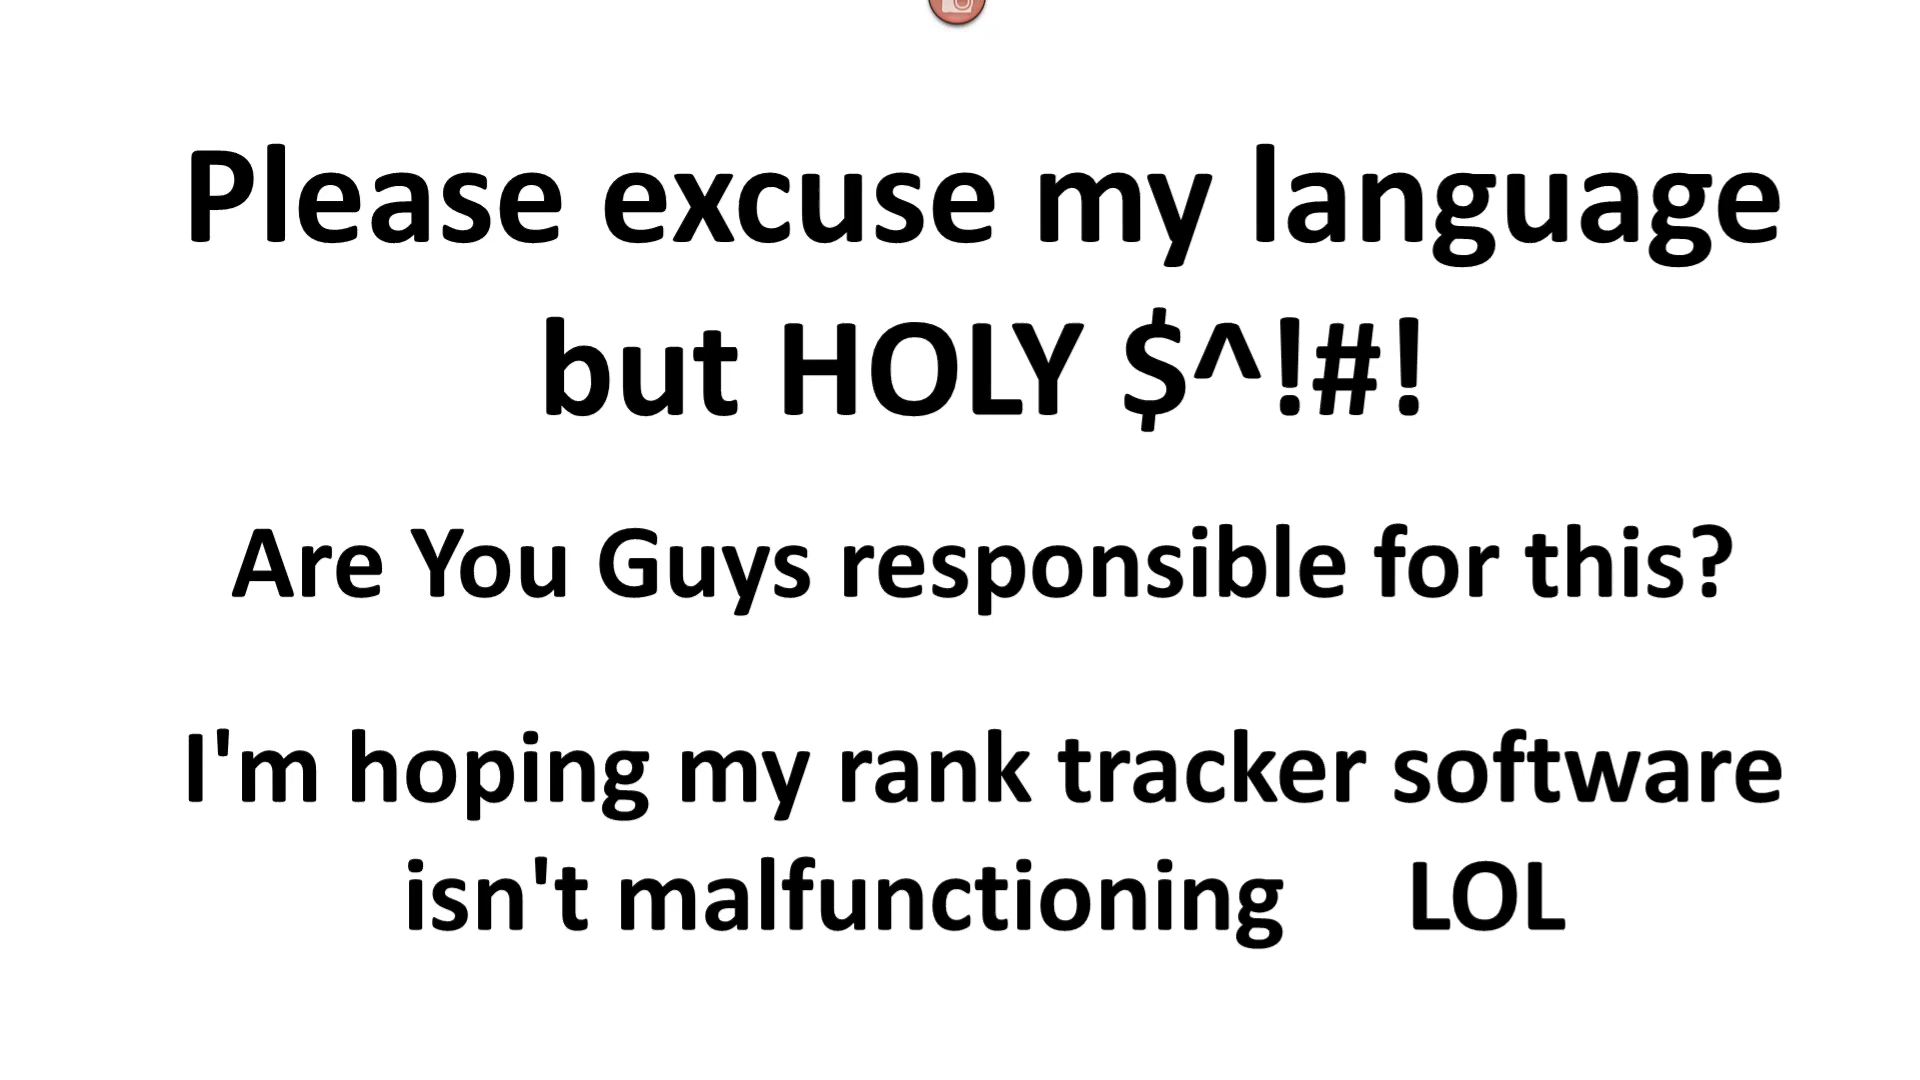 Please excuse my language
but HOLY $^!#!
Are You Guys responsible for this?
I'm hoping my rank tracker software
isn't malfunctioning LOL